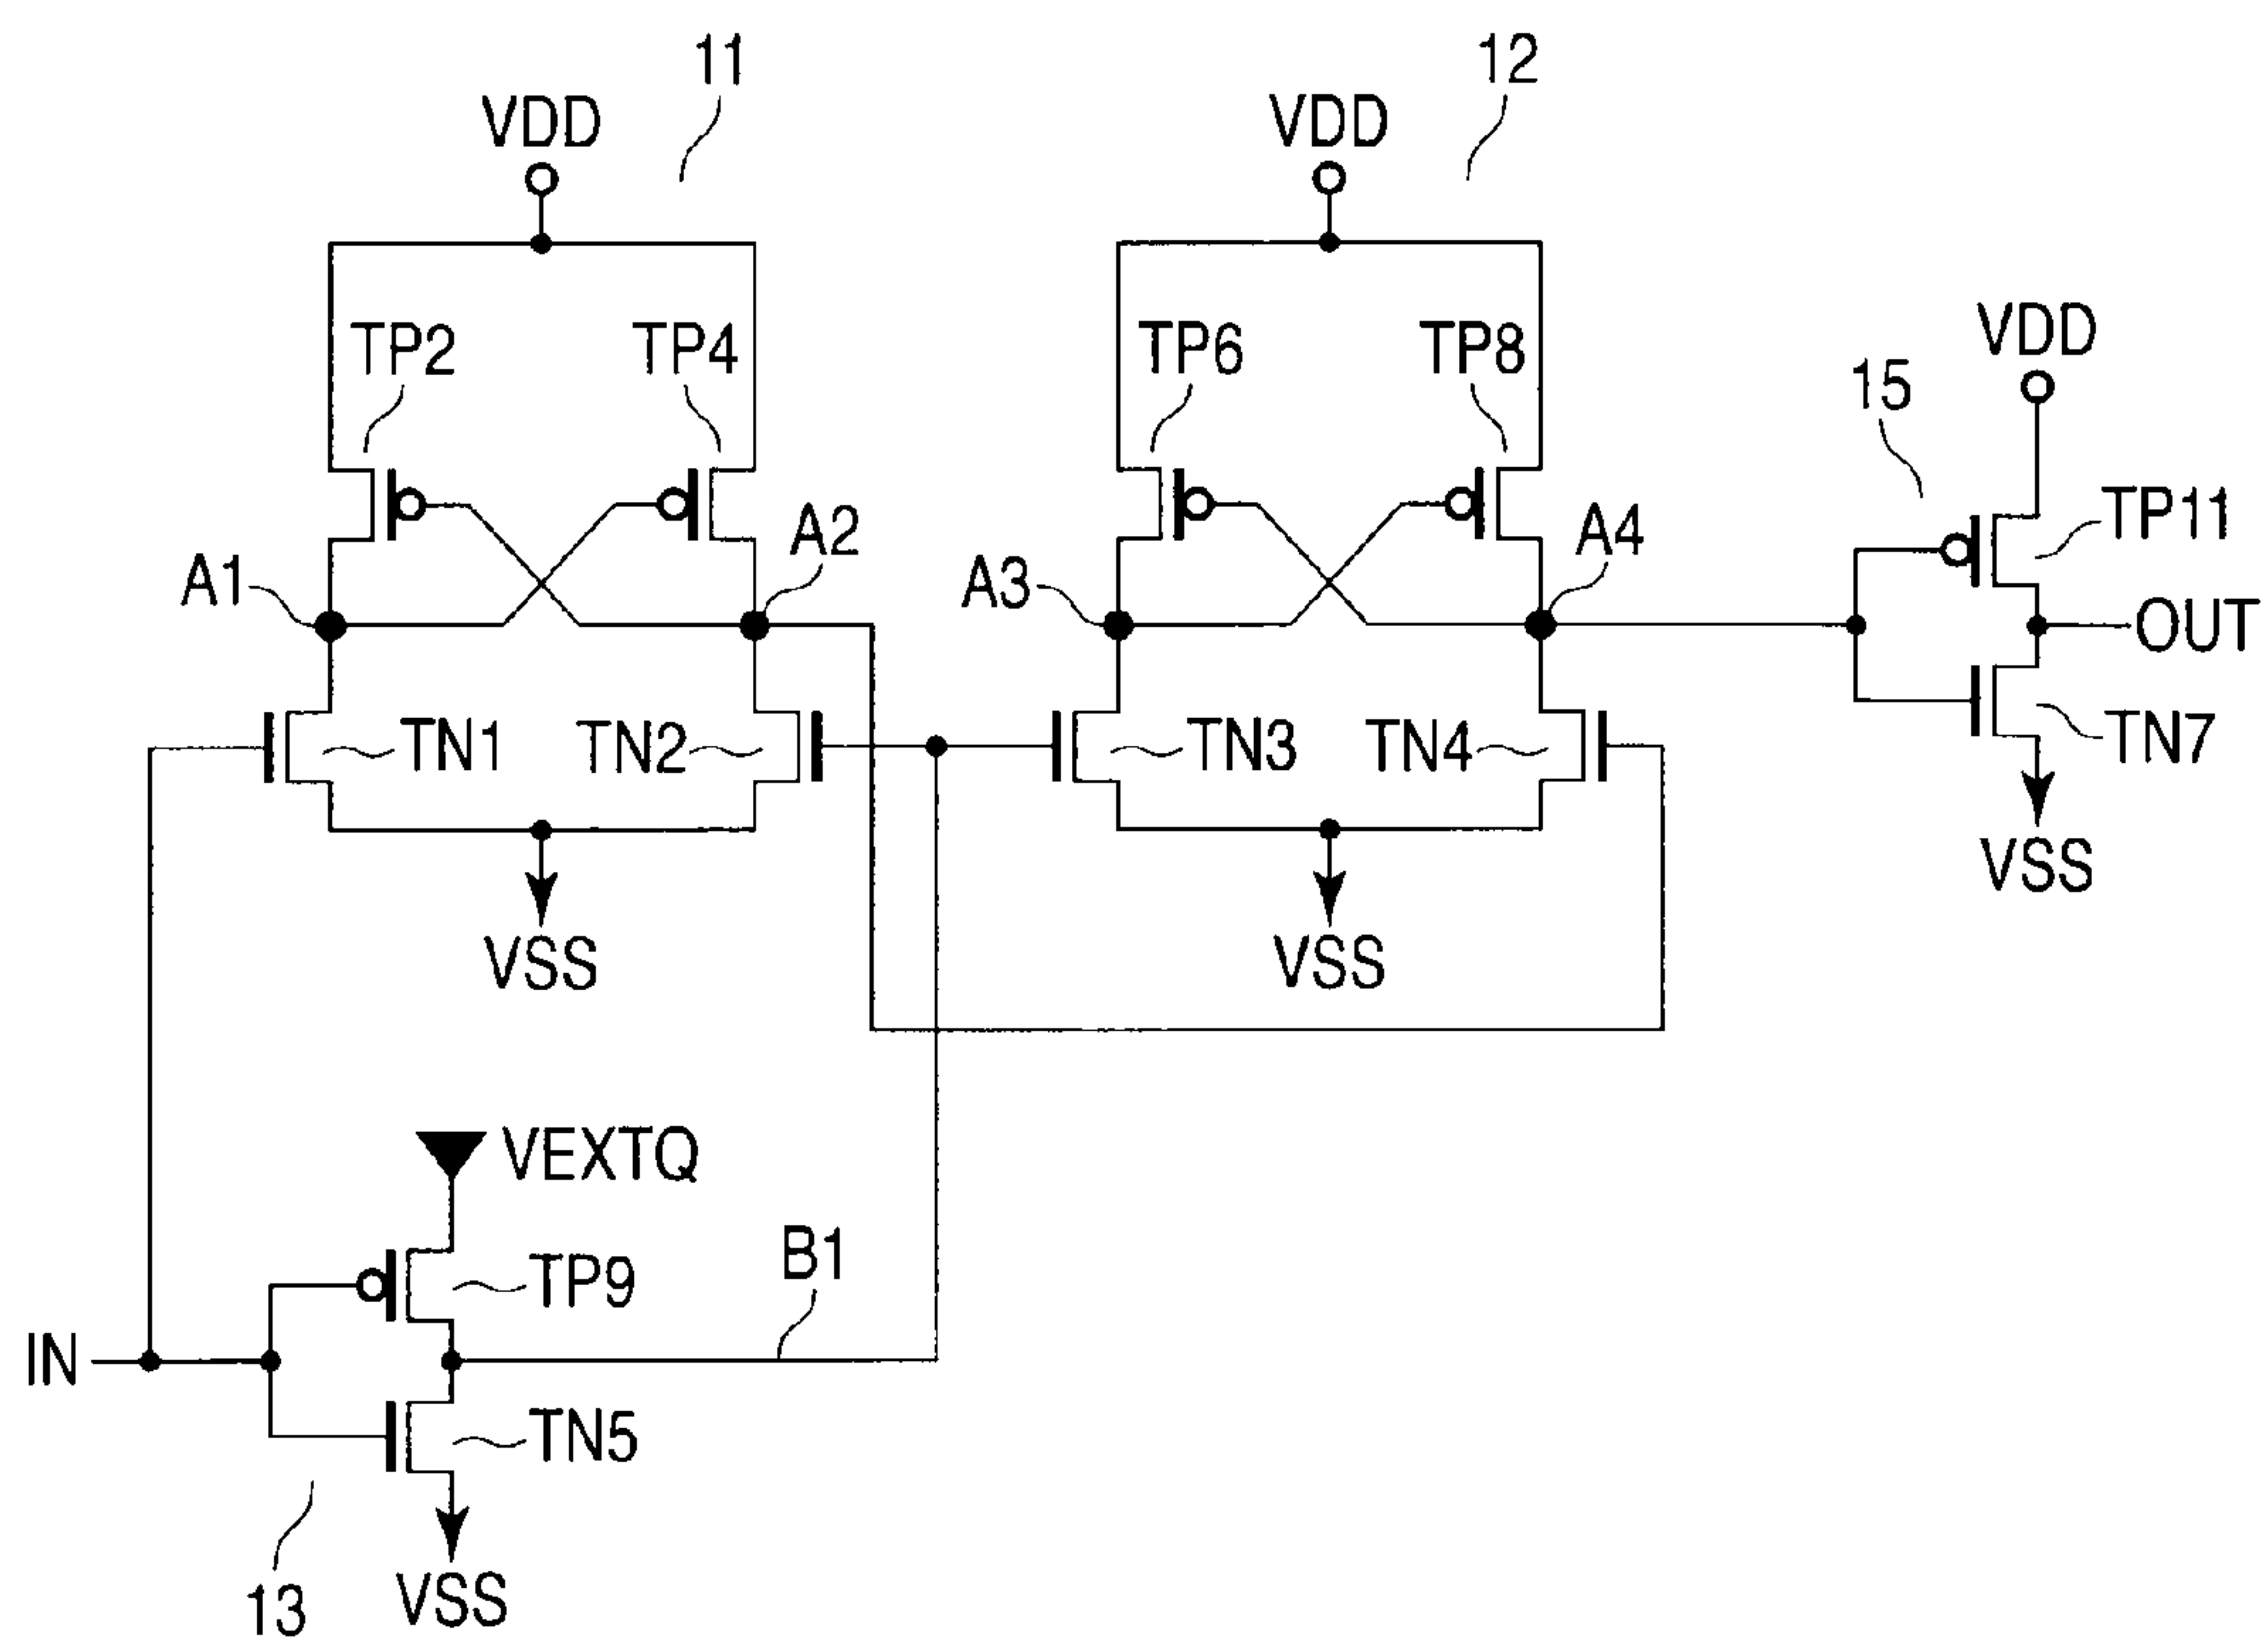 11
12
VDD
VDD
VDD
TP2
TP4
TP6
TP8
15
A2
A4
TP11
A1
A3
OUT
TN1
TN2
TN3
TN4
TN7
VSS
VSS
VSS
VEXTQ
B1
TP9
IN
TN5
13
VSS